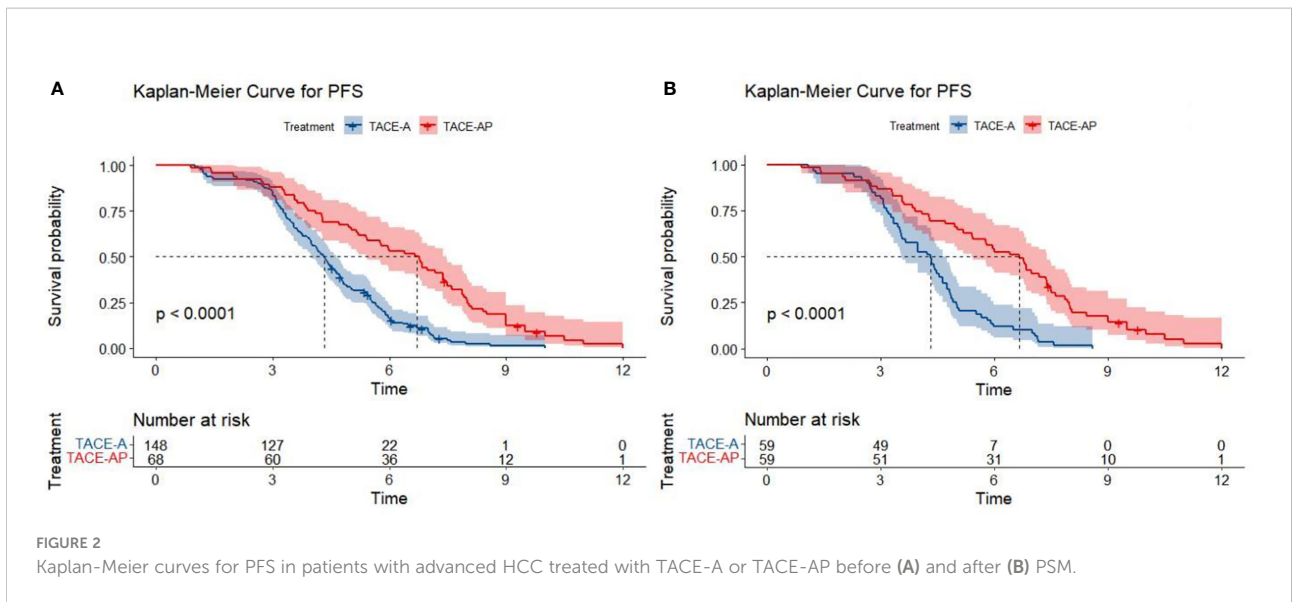 A
Kaplan-Meier Curve for PFS
Treatment TACE-A TACE-AP
Survival probability
1.00
0.75
0.50
0.25
0.00
p < 0.0001
0 3 6 9 12
Time
Number at risk
Treatment
TACE-A 148 127 22 1 0
TACE-AP 68 60 36 12 1
0 3 6 9 12
Time
B
Kaplan-Meier Curve for PFS
Treatment TACE-A TACE-AP
Survival probability
1.00
0.75
0.50
0.25
0.00
p < 0.0001
0 3 6 9 12
Time
Number at risk
Treatment
TACE-A 59 49 7 0 0
TACE-AP 59 51 31 10 1
0 3 6 9 12
Time
FIGURE 2
Kaplan-Meier curves for PFS in patients with advanced HCC treated with TACE-A or TACE-AP before (A) and after (B) PSM.